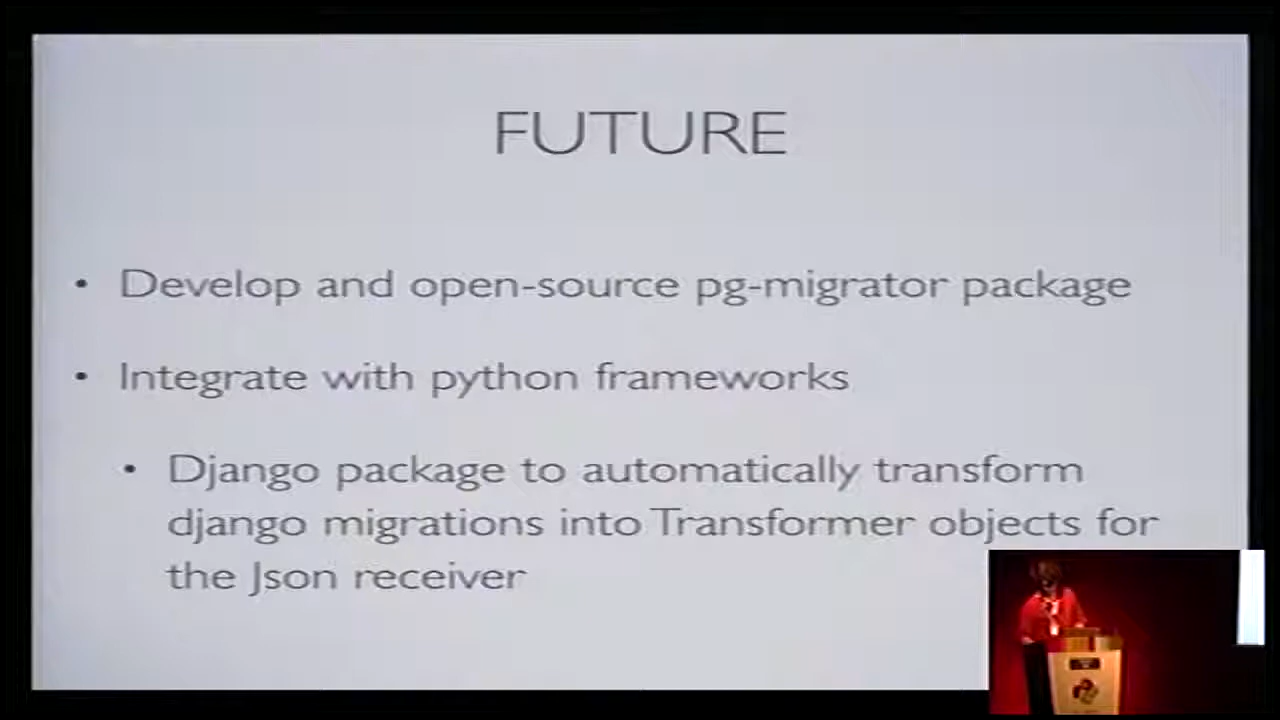 FUTURE
• Develop and open-source pg-migrator package
• Integrate with python frameworks
• Django package to automatically transform
django migrations into Transformer objects for
the Json receiver